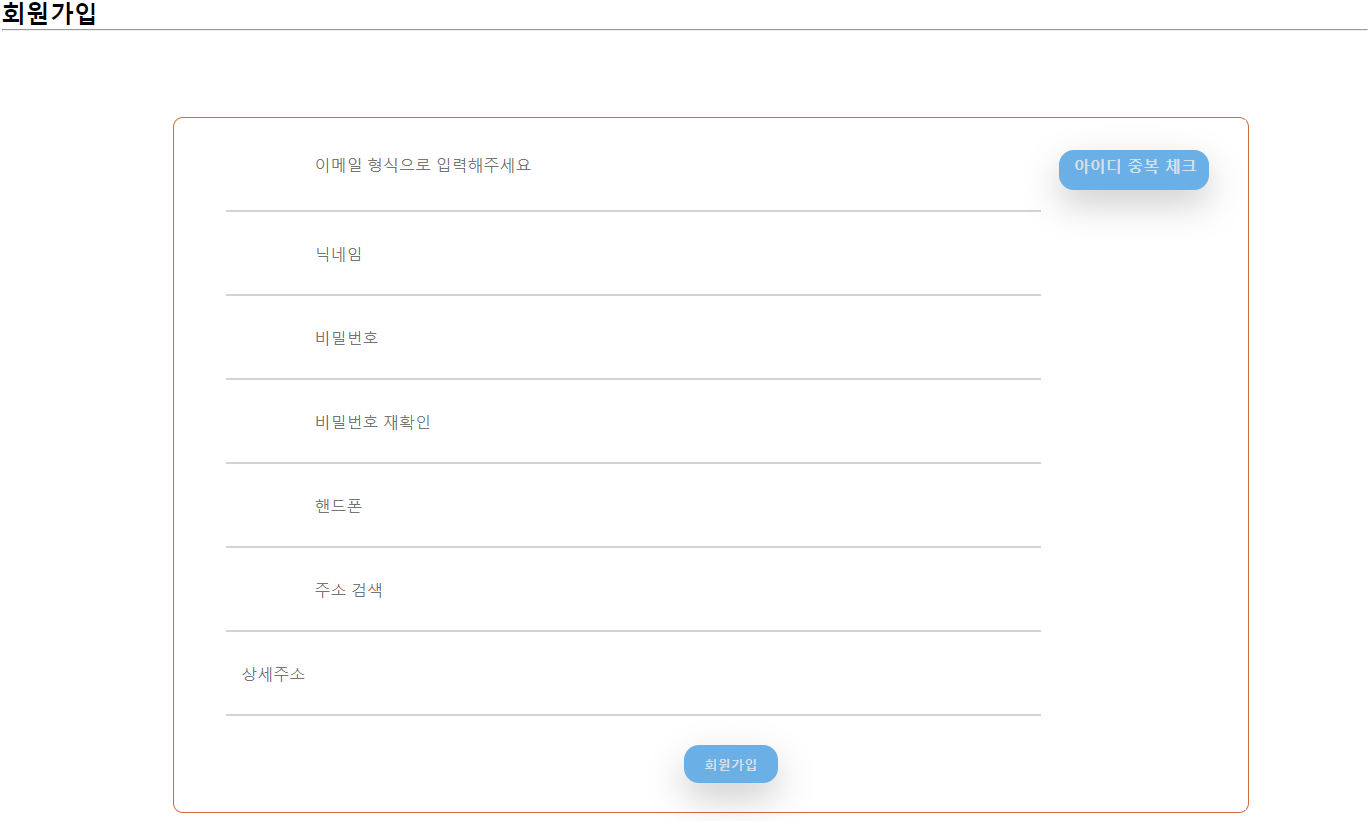 회원가입
이메일 형식으로 입력해주세요
아이디 중복 체크
닉네임
비밀번호
비밀번호 재확인
핸드폰
주소 검색
상세주소
회원가입